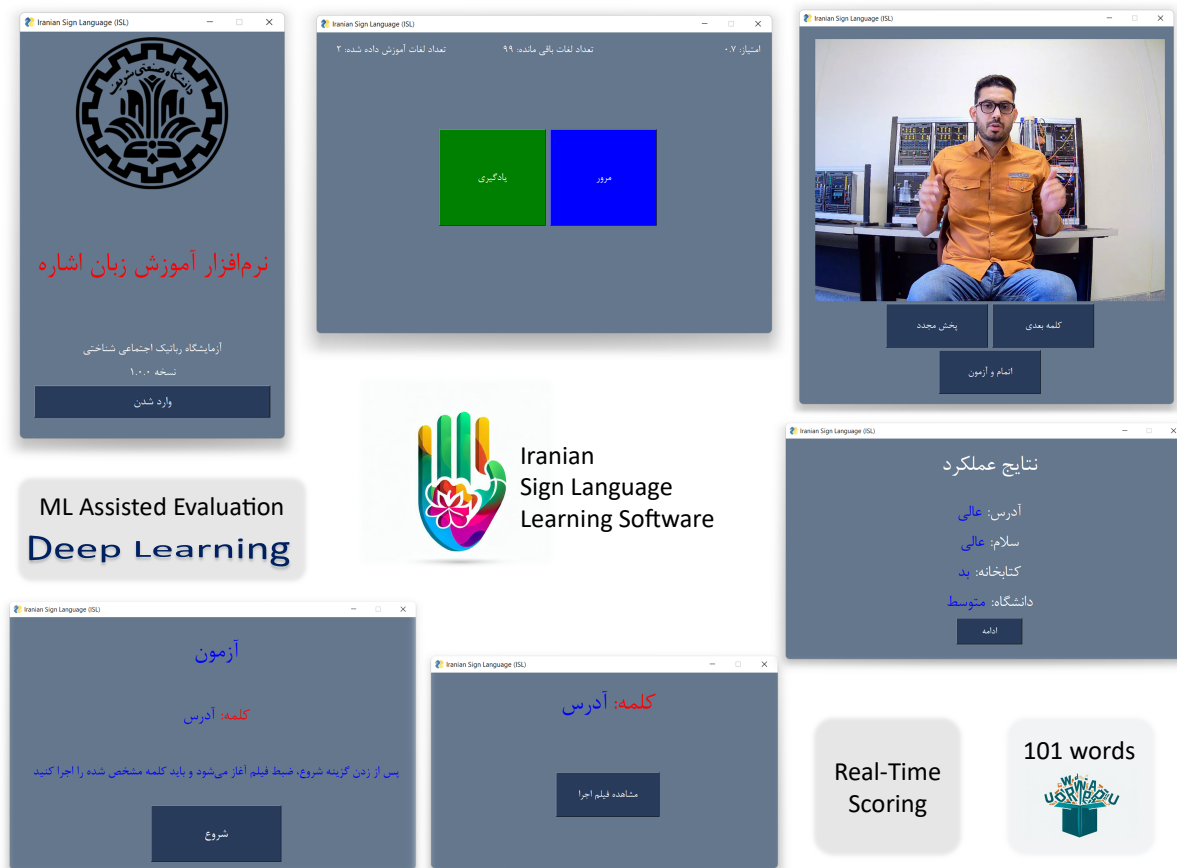 Iranian Sign Language (ISL)
دانشگاه صنعتی شریف
نرم‌افزار آموزش زبان اشاره
آزمایشگاه رباتیک اجتماعی شناختی
نسخه ۱.۰.۰
وارد شدن
Iranian Sign Language (ISL)
امتیاز: ۰.۷
تعداد لغات باقی مانده: ۹۹
تعداد لغات آموزش داده شده: ۲
مرور
یادگیری
Iranian Sign Language (ISL)
کلمه بعدی
پخش مجدد
اتمام و آزمون
ML Assisted Evaluation
Deep Learning
Iranian
Sign Language
Learning Software
Iranian Sign Language (ISL)
نتایج عملکرد
آدرس: عالی
سلام: عالی
کتابخانه: بد
دانشگاه: متوسط
ادامه
Iranian Sign Language (ISL)
آزمون
کلمه: آدرس
پس از زدن گزینه شروع، ضبط فیلم آغاز می‌شود و باید کلمه مشخص شده را اجرا کنید
شروع
Iranian Sign Language (ISL)
کلمه: آدرس
مشاهده فیلم اجرا
Real-Time
Scoring
101 words